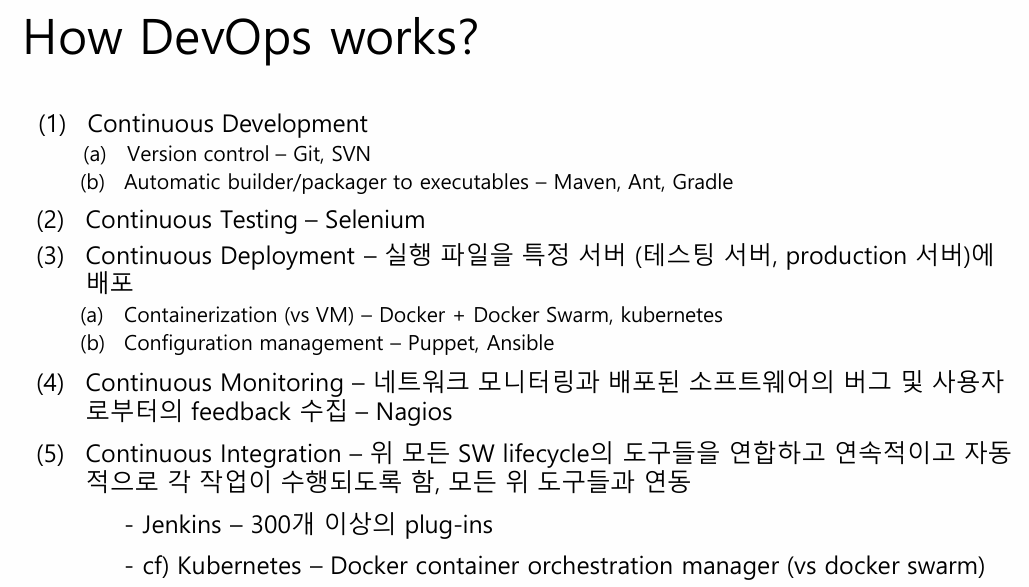 How DevOps works?
(1) Continuous Development
(a) Version control – Git, SVN
(b) Automatic builder/packager to executables – Maven, Ant, Gradle
(2) Continuous Testing – Selenium
(3) Continuous Deployment – 실행 파일을 특정 서버 (테스팅 서버, production 서버)에
배포
(a) Containerization (vs VM) – Docker + Docker Swarm, kubernetes
(b) Configuration management – Puppet, Ansible
(4) Continuous Monitoring – 네트워크 모니터링과 배포된 소프트웨어의 버그 및 사용자
로부터의 feedback 수집 – Nagios
(5) Continuous Integration – 위 모든 SW lifecycle의 도구들을 연합하고 연속적이고 자동
적으로 각 작업이 수행되도록 함, 모든 위 도구들과 연동
- Jenkins – 300개 이상의 plug-ins
- cf) Kubernetes – Docker container orchestration manager (vs docker swarm)